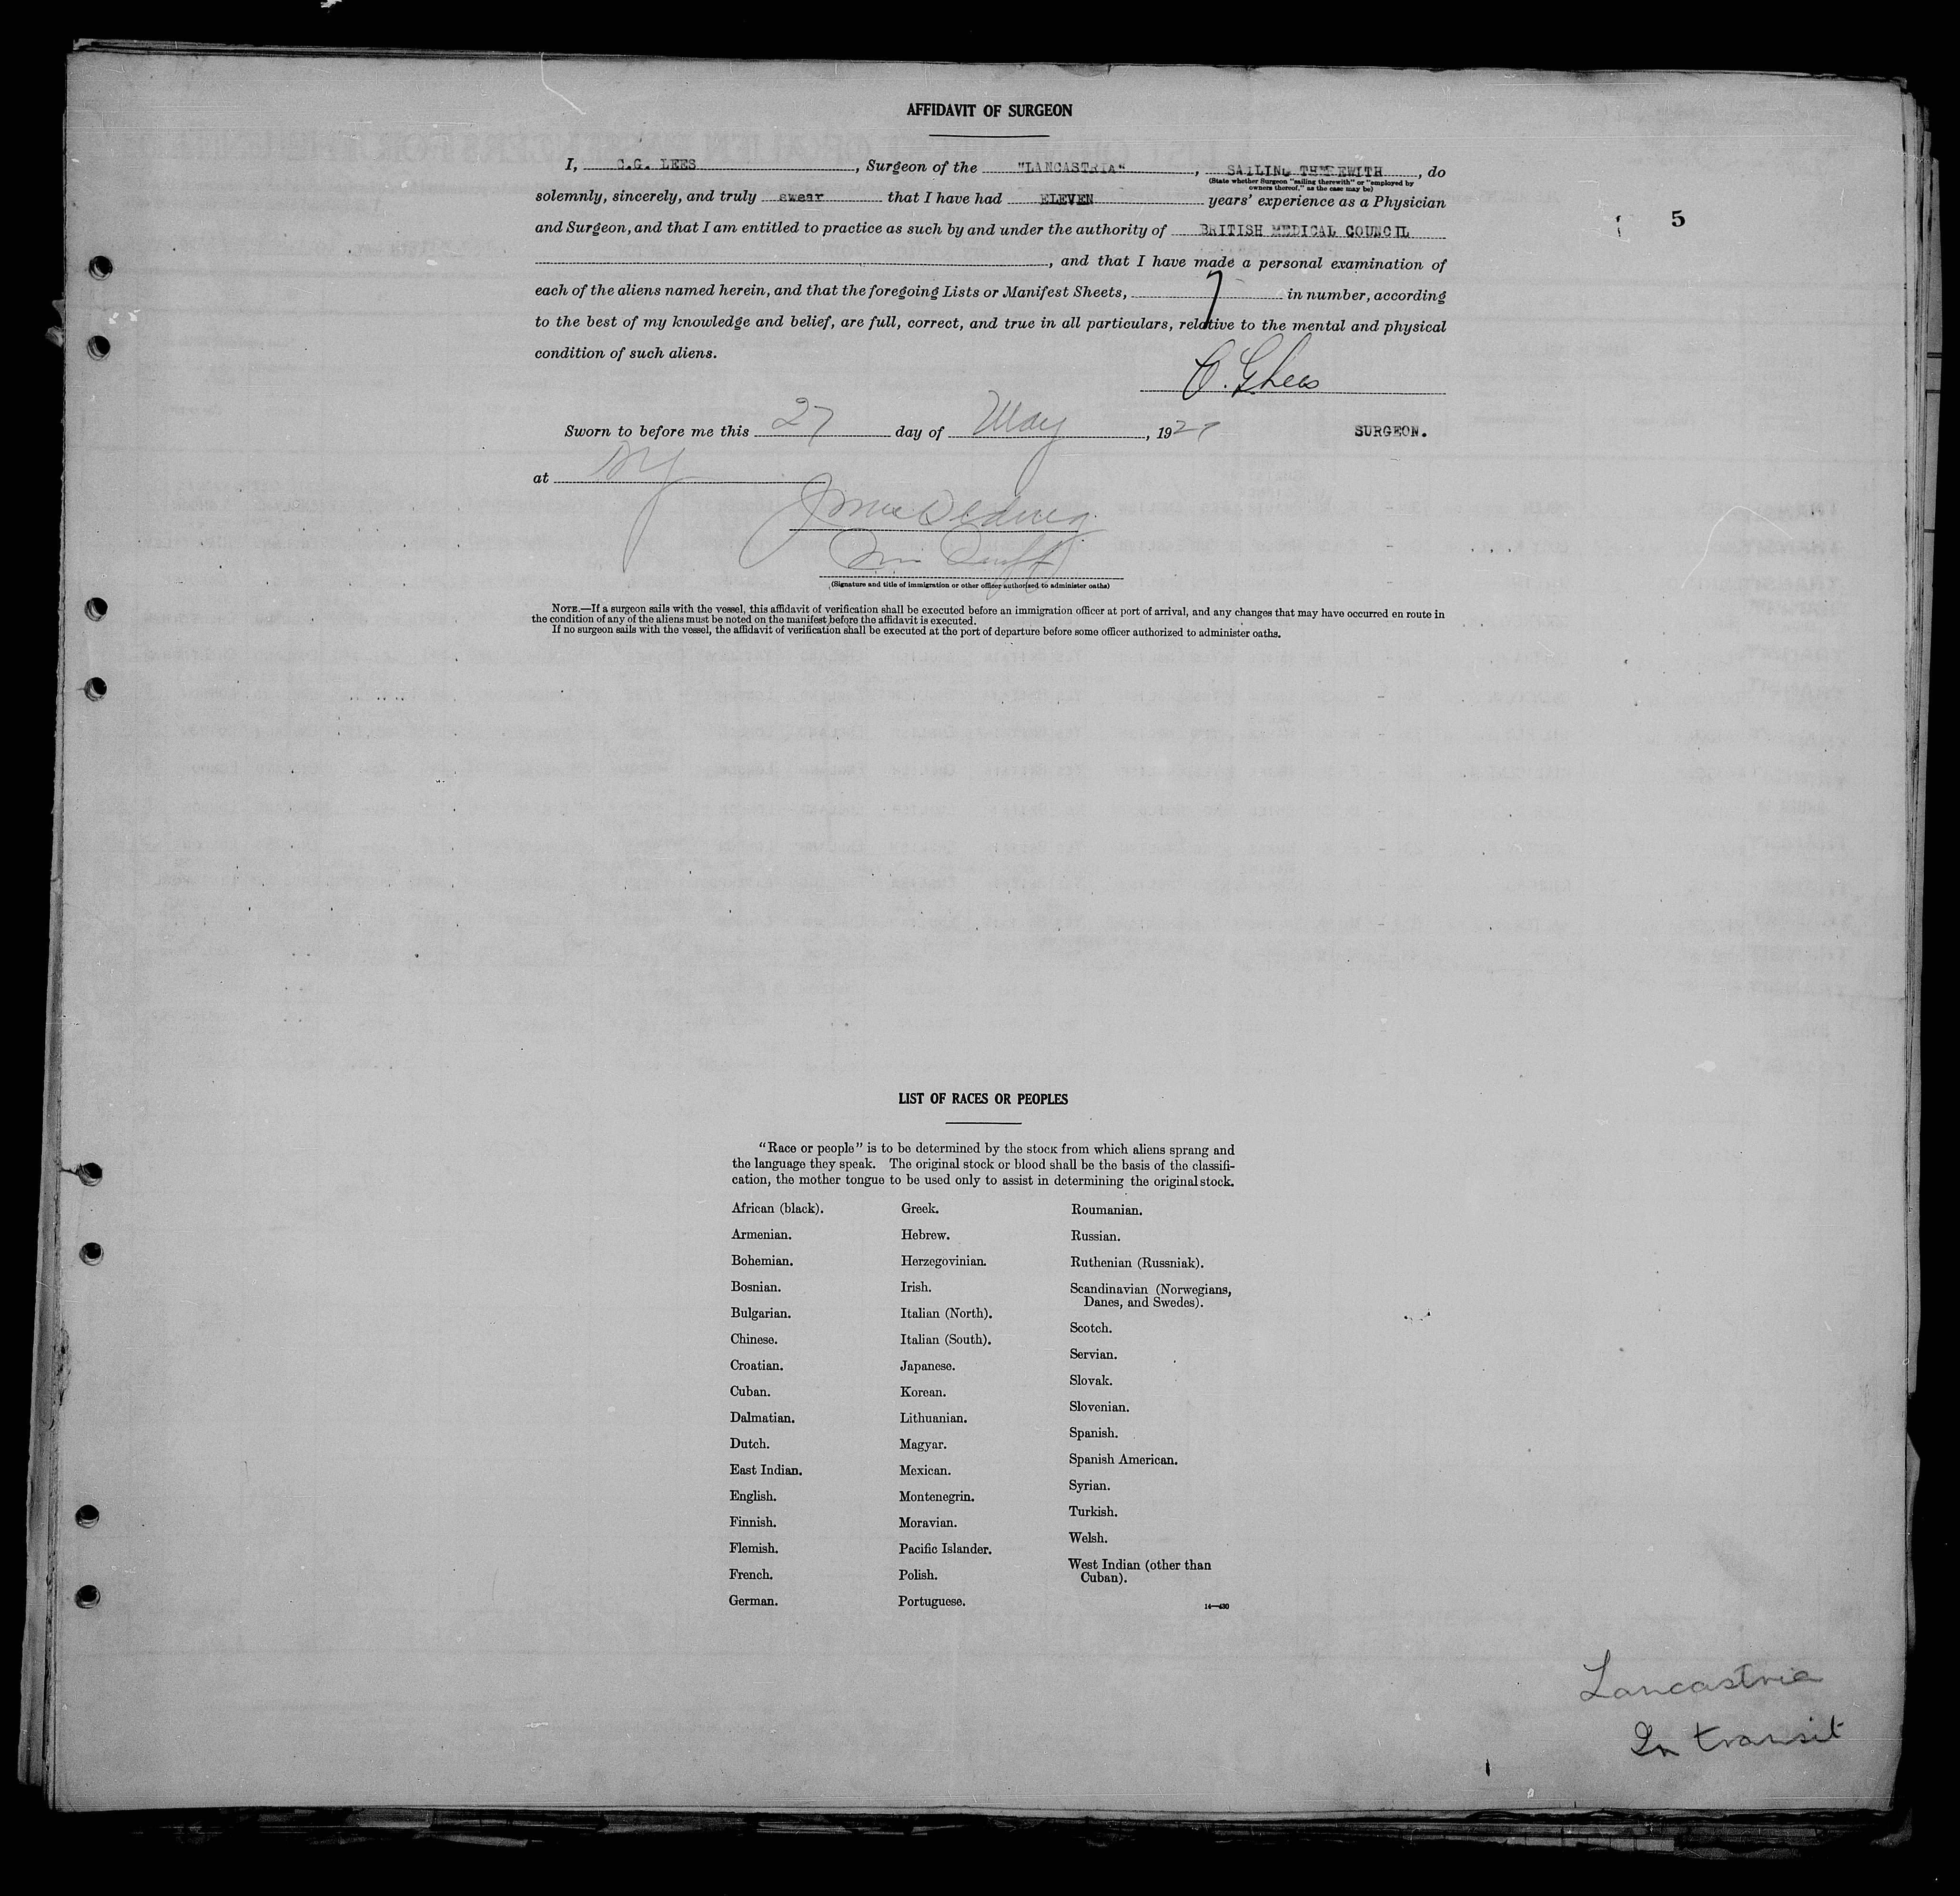 AFFIDAVIT OF SURGEON
I, C.G. LEES, Surgeon of the "LANCASTRIA", SAILING THEREWITH, do
(State whether Surgeon "sailing therewith" or "employed by
owners thereof," as the case may be)
solemnly, sincerely, and truly swear that I have had ELEVEN years' experience as a Physician
5
and Surgeon, and that I am entitled to practice as such by and under the authority of BRITISH MEDICAL COUNCIL
, and that I have made a personal examination of
each of the aliens named herein, and that the foregoing Lists or Manifest Sheets, 7 in number, according
to the best of my knowledge and belief, are full, correct, and true in all particulars, relative to the mental and physical
condition of such aliens.
C. G. Lees
Sworn to before me this 27 day of May, 192
SURGEON.
at NY
(Signature and title of immigration or other officer authorized to administer oaths)
NOTE.—If a surgeon sails with the vessel, this affidavit of verification shall be executed before an immigration officer at port of arrival, and any changes that may have occurred en route in
the condition of any of the aliens must be noted on the manifest before the affidavit is executed.
If no surgeon sails with the vessel, the affidavit of verification shall be executed at the port of departure before some officer authorized to administer oaths.
LIST OF RACES OR PEOPLES
"Race or people" is to be determined by the stock from which aliens sprang and
the language they speak. The original stock or blood shall be the basis of the classifi-
cation, the mother tongue to be used only to assist in determining the original stock.
African (black).
Armenian.
Bohemian.
Bosnian.
Bulgarian.
Chinese.
Croatian.
Cuban.
Dalmatian.
Dutch.
East Indian.
English.
Finnish.
Flemish.
French.
German.
Greek.
Hebrew.
Herzegovinian.
Irish.
Italian (North).
Italian (South).
Japanese.
Korean.
Lithuanian.
Magyar.
Mexican.
Montenegrin.
Moravian.
Pacific Islander.
Polish.
Portuguese.
Roumanian.
Russian.
Ruthenian (Russniak).
Scandinavian (Norwegians,
Danes, and Swedes).
Scotch.
Servian.
Slovak.
Slovenian.
Spanish.
Spanish American.
Syrian.
Turkish.
Welsh.
West Indian (other than
Cuban).
14—430
Lancastria
In transit